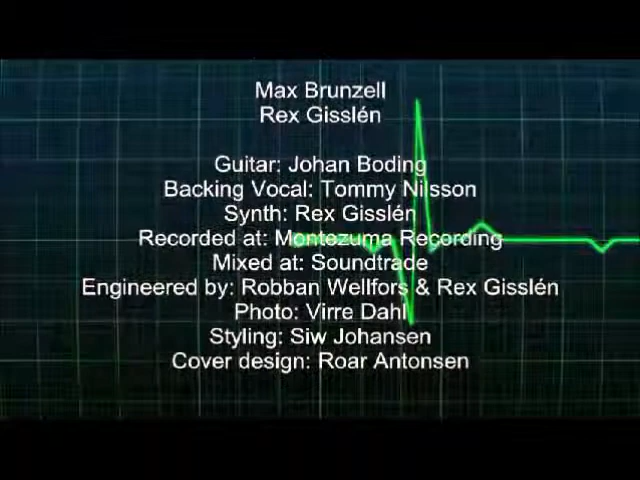 Max Brunzell
Rex Gisslén
Guitar: Johan Boding
Backing Vocal: Tommy Nilsson
Synth: Rex Gisslén
Recorded at: Montezuma Recording
Mixed at: Soundtrade
Engineered by: Robban Wellfors & Rex Gisslén
Photo: Virre Dahl
Styling: Siw Johansen
Cover design: Roar Antonsen